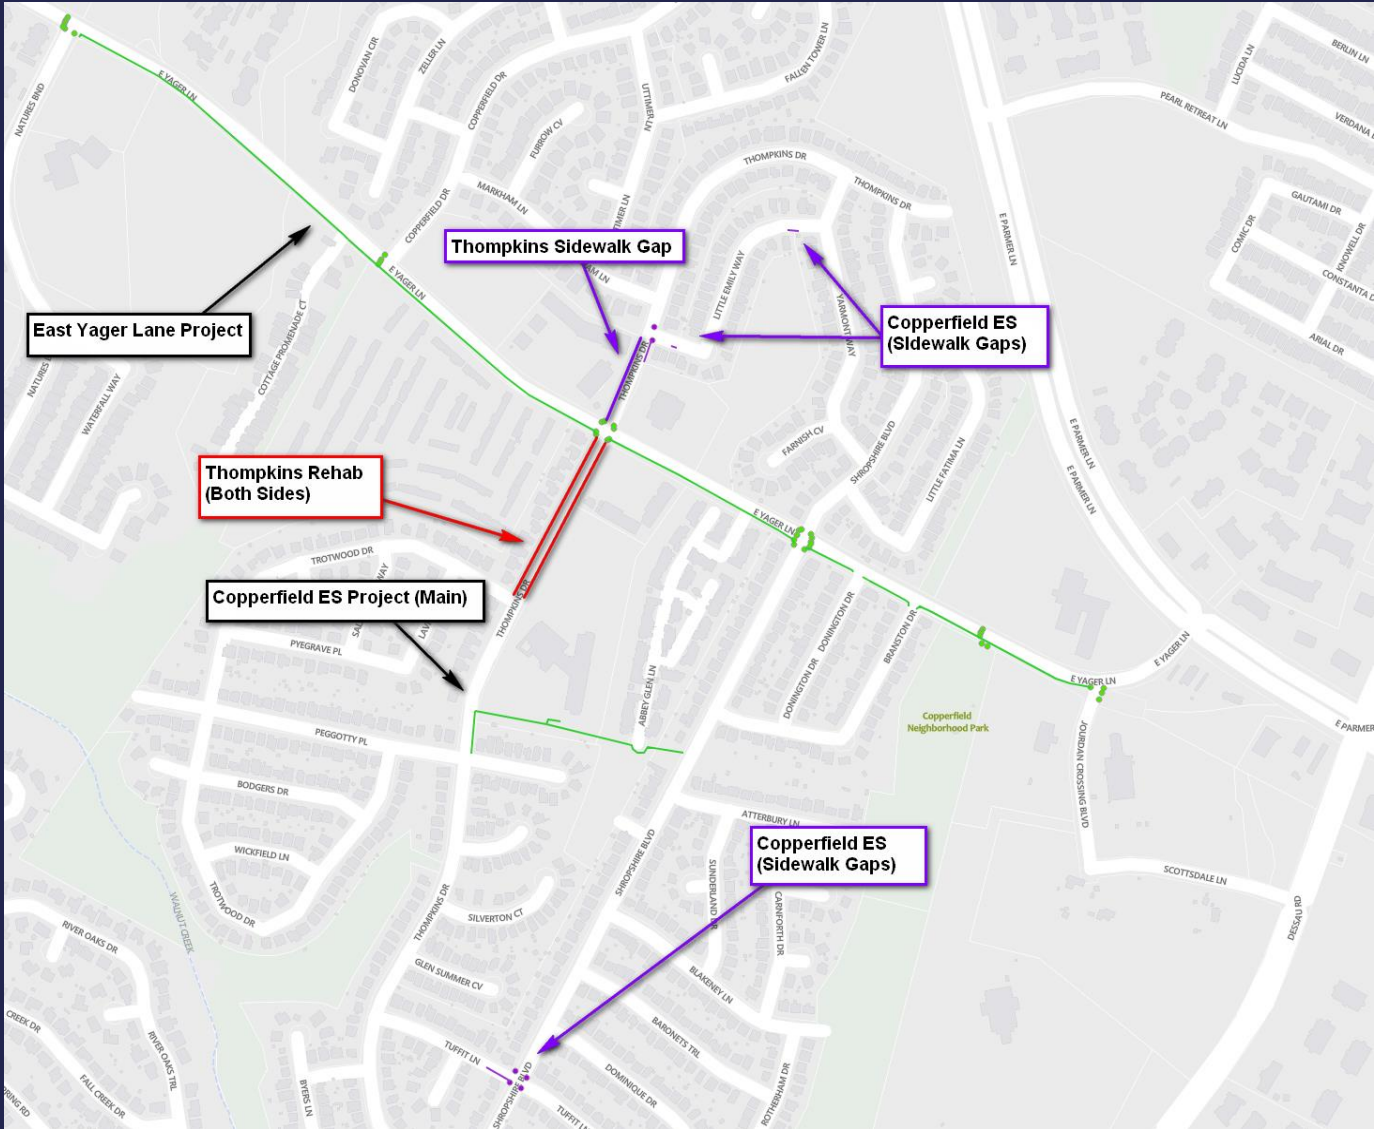 NATURES BND
E YAGER LN
DONOVAN CIR
ZELLER LN
COPPERFIELD DR
FURROW CV
UTTIMER LN
FALLEN TOWER LN
LUCIDA LN
BERLIN LN
PEARL RETREAT LN
THOMPKINS DR
THOMPKINS DR
MARKHAM LN
COPPERFIELD DR
E PARMER LN
GAUTAMI DR
COMIC DR
KNOWELL DR
Thompkins Sidewalk Gap
E YAGER LN
LITTLE EMILY WAY
YARMONT WAY
East Yager Lane Project
COTTAGE PROMENADE CT
Copperfield ES
(SIdewalk Gaps)
ARIAL DR
THOMPKINS DR
WATERFALL WAY
E PARMER LN
E PARMER LN
FARNISH CV
SHROPSHIRE BLVD
LITTLE FATIMA LN
Thompkins Rehab
(Both Sides)
E YAGER LN
TROTWOOD DR
Copperfield ES Project (Main)
THOMPKINS DR
PYEGRAVE PL
DONINGTON DR
DONINGTON DR
BRANSTON DR
E YAGER LN
E YAGER LN
ABBEY GLEN LN
Copperfield
Neighborhood Park
PEGGOTTY PL
BODGERS DR
JOURDAN CROSSING BLVD
ATTERBURY LN
Copperfield ES
(Sidewalk Gaps)
WICKFIELD LN
SHROPSHIRE BLVD
SUNDERLAND DR
CARNFORTH DR
SCOTTSDALE LN
DESSAU RD
TROTWOOD DR
THOMPKINS DR
SILVERTON CT
WALNUT CREEK
RIVER OAKS DR
GLEN SUMMER CV
BLAKENEY LN
BARONETS TRL
CREEK DR
RIVER OAKS TRL
TUFFIT LN
DOMINIQUE DR
SHROPSHIRE BLVD
ROTHERHAM DR
FALL CREEK DR
BYERS LN
TUFFIT LN